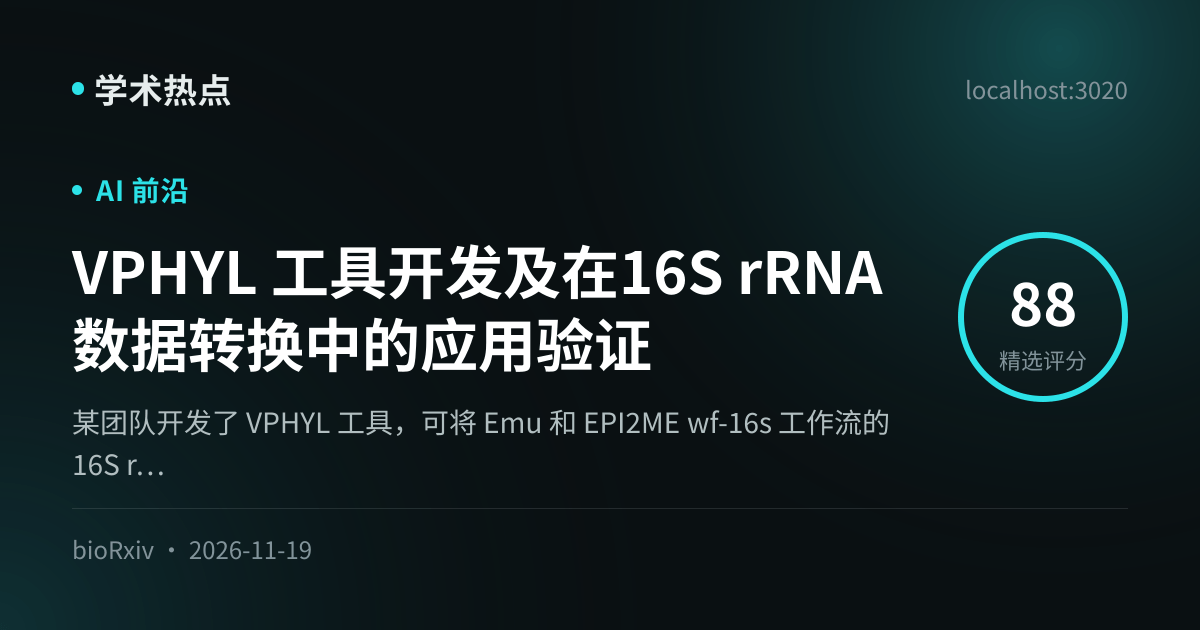 学术热点
localhost:3020
AI 前沿
VPHYL 工具开发及在16S rRNA
数据转换中的应用验证
88
精选评分
某团队开发了 VPHYL 工具，可将 Emu 和 EPI2ME wf-16s 工作流的
16S r…
bioRxiv · 2026-11-19